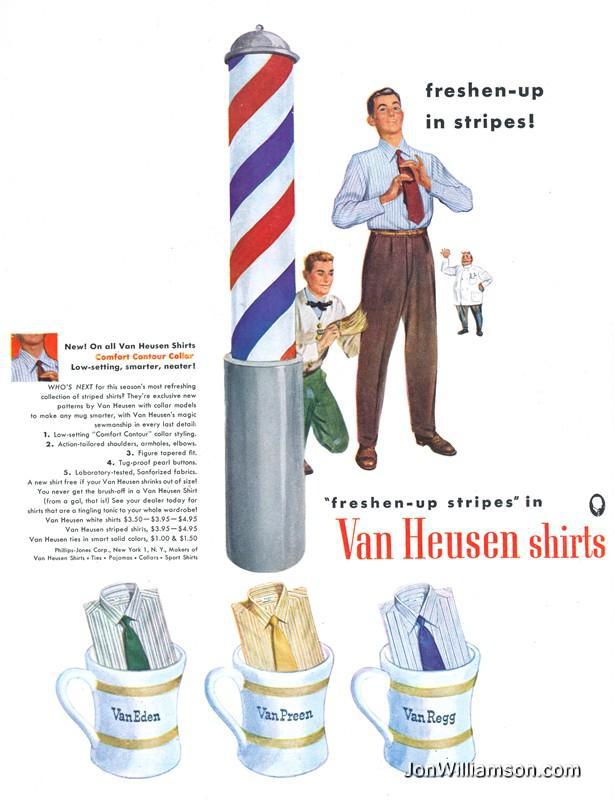 freshen-up
in stripes!
New! On all Van Heusen Shirts
Comfort Contour Collar
Low-setting, smarter, neater!
WHO'S NEXT for this season's most refreshing
collection of striped shirts? They're exclusive new
patterns by Van Heusen with collar models
to make any mug smarter, with Van Heusen's magic
sewmanship in every last detail:
1. Low-setting "Comfort Contour" collar styling.
2. Action-tailored shoulders, armholes, elbows.
3. Figure tapered fit.
4. Tug-proof pearl buttons.
5. Laboratory-tested, Sanforized fabrics.
A new shirt free if your Van Heusen shrinks out of size!
You never get the brush-off in a Van Heusen Shirt
(from a gal, that is!) See your dealer today for
shirts that are a tingling tonic to your whole wardrobe!
Van Heusen white shirts $3.50—$3.95—$4.95
Van Heusen striped shirts, $3.95—$4.95
Van Heusen ties in smart solid colors, $1.00 & $1.50
Phillips-Jones Corp., New York 1, N. Y., Makers of
Van Heusen Shirts • Ties • Pajamas • Collars • Sport Shirts
"freshen-up stripes" in
Van Heusen shirts
VanEden
VanPreen
VanRegg
JonWilliamson.com